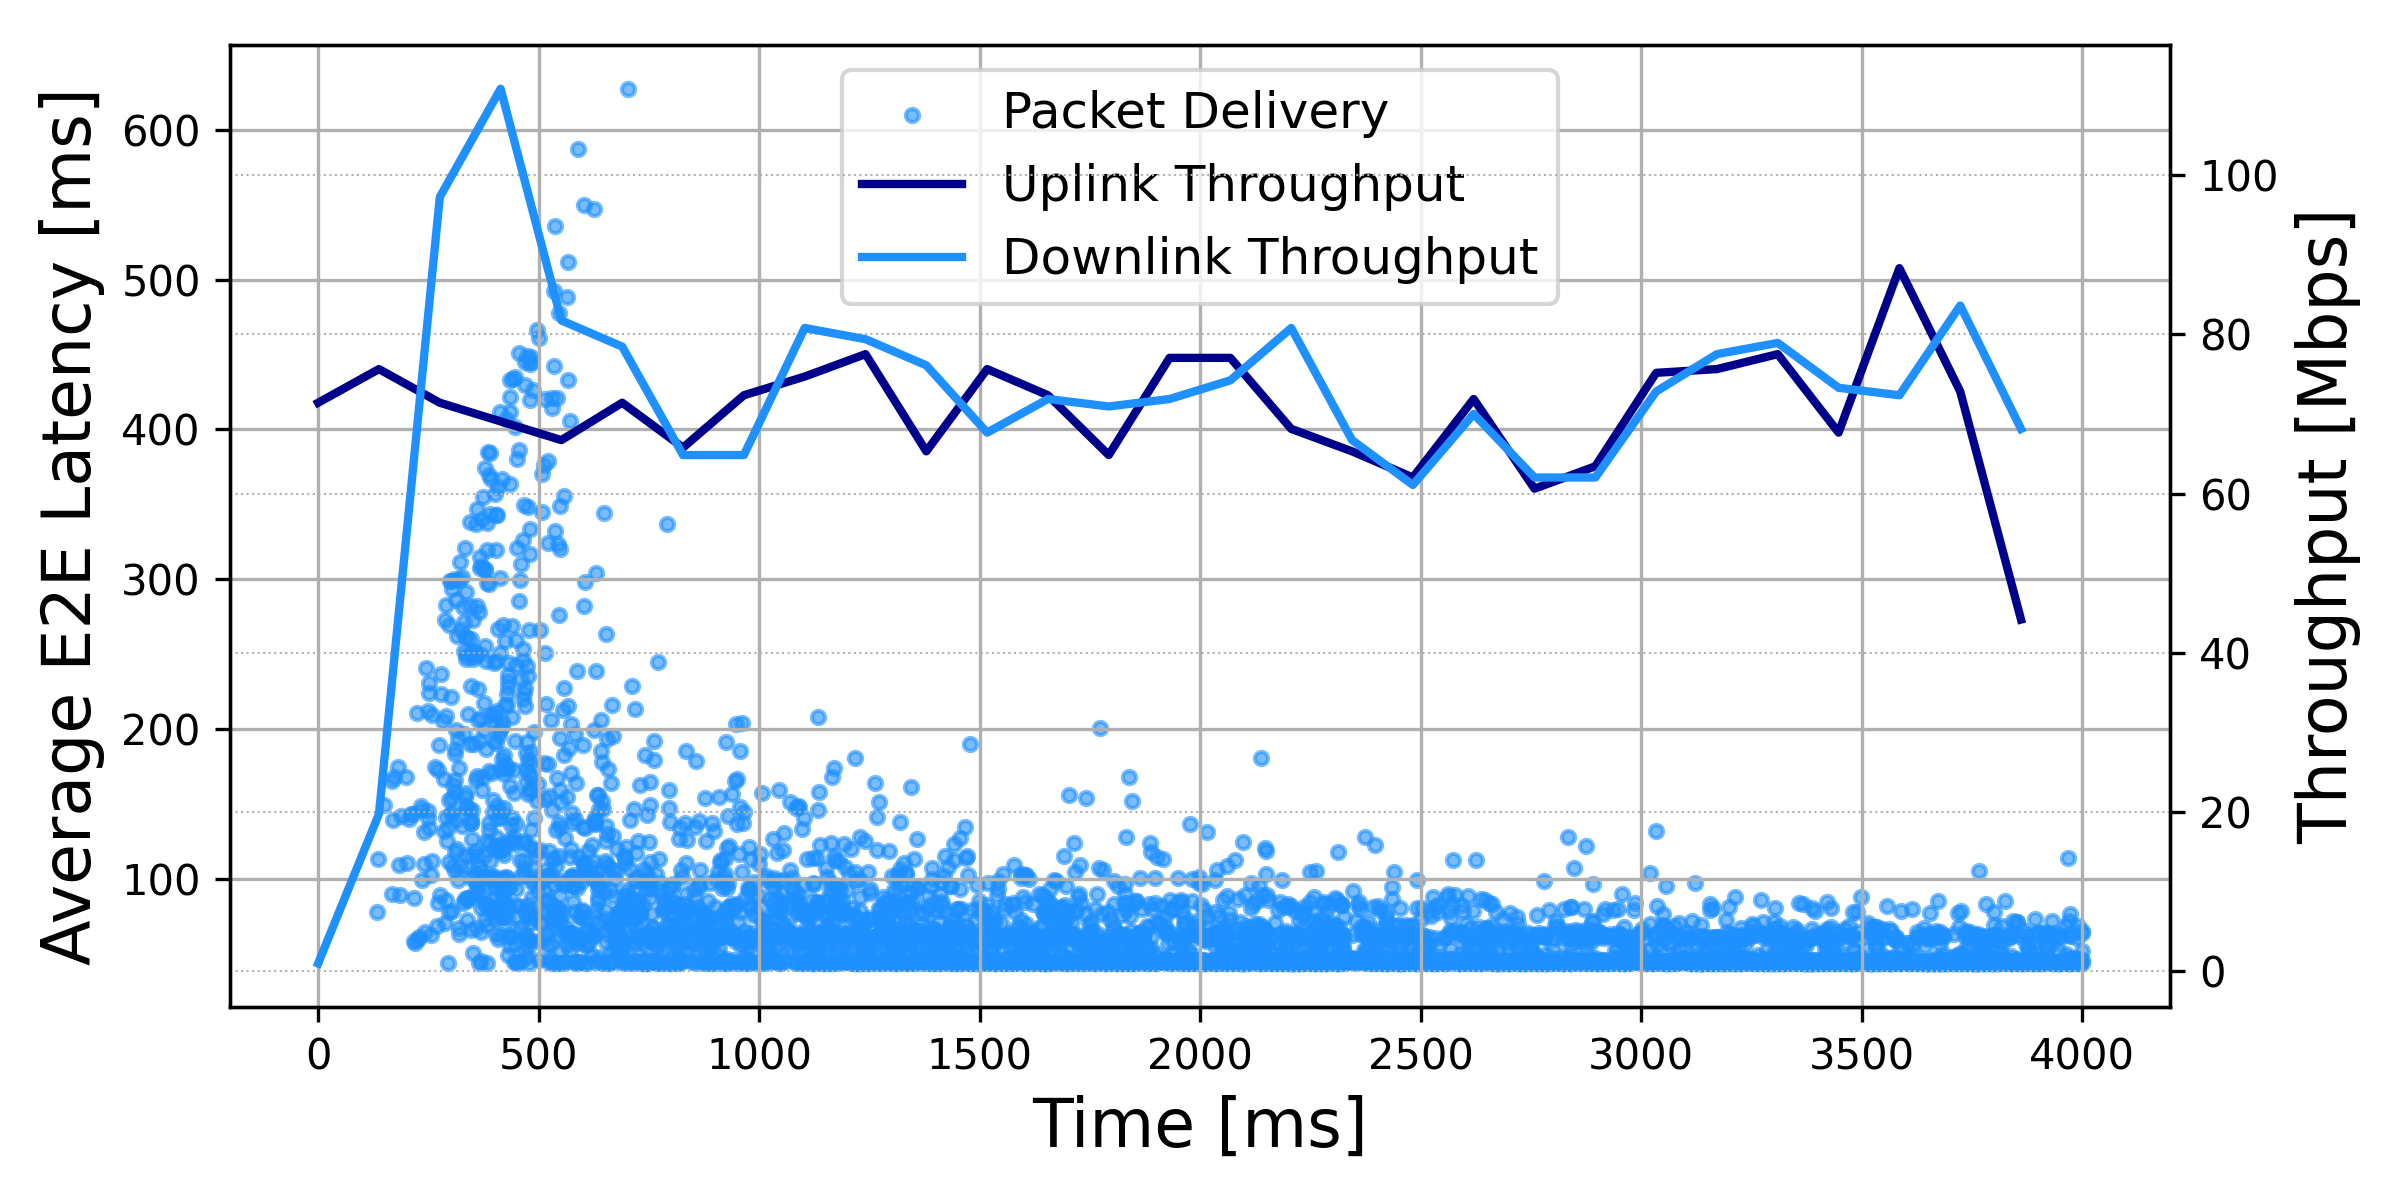 Packet Delivery
Uplink Throughput
Downlink Throughput
600
500
400
300
200
100
Average E2E Latency [ms]
100
80
60
40
20
0
Throughput [Mbps]
0 500 1000 1500 2000 2500 3000 3500 4000
Time [ms]